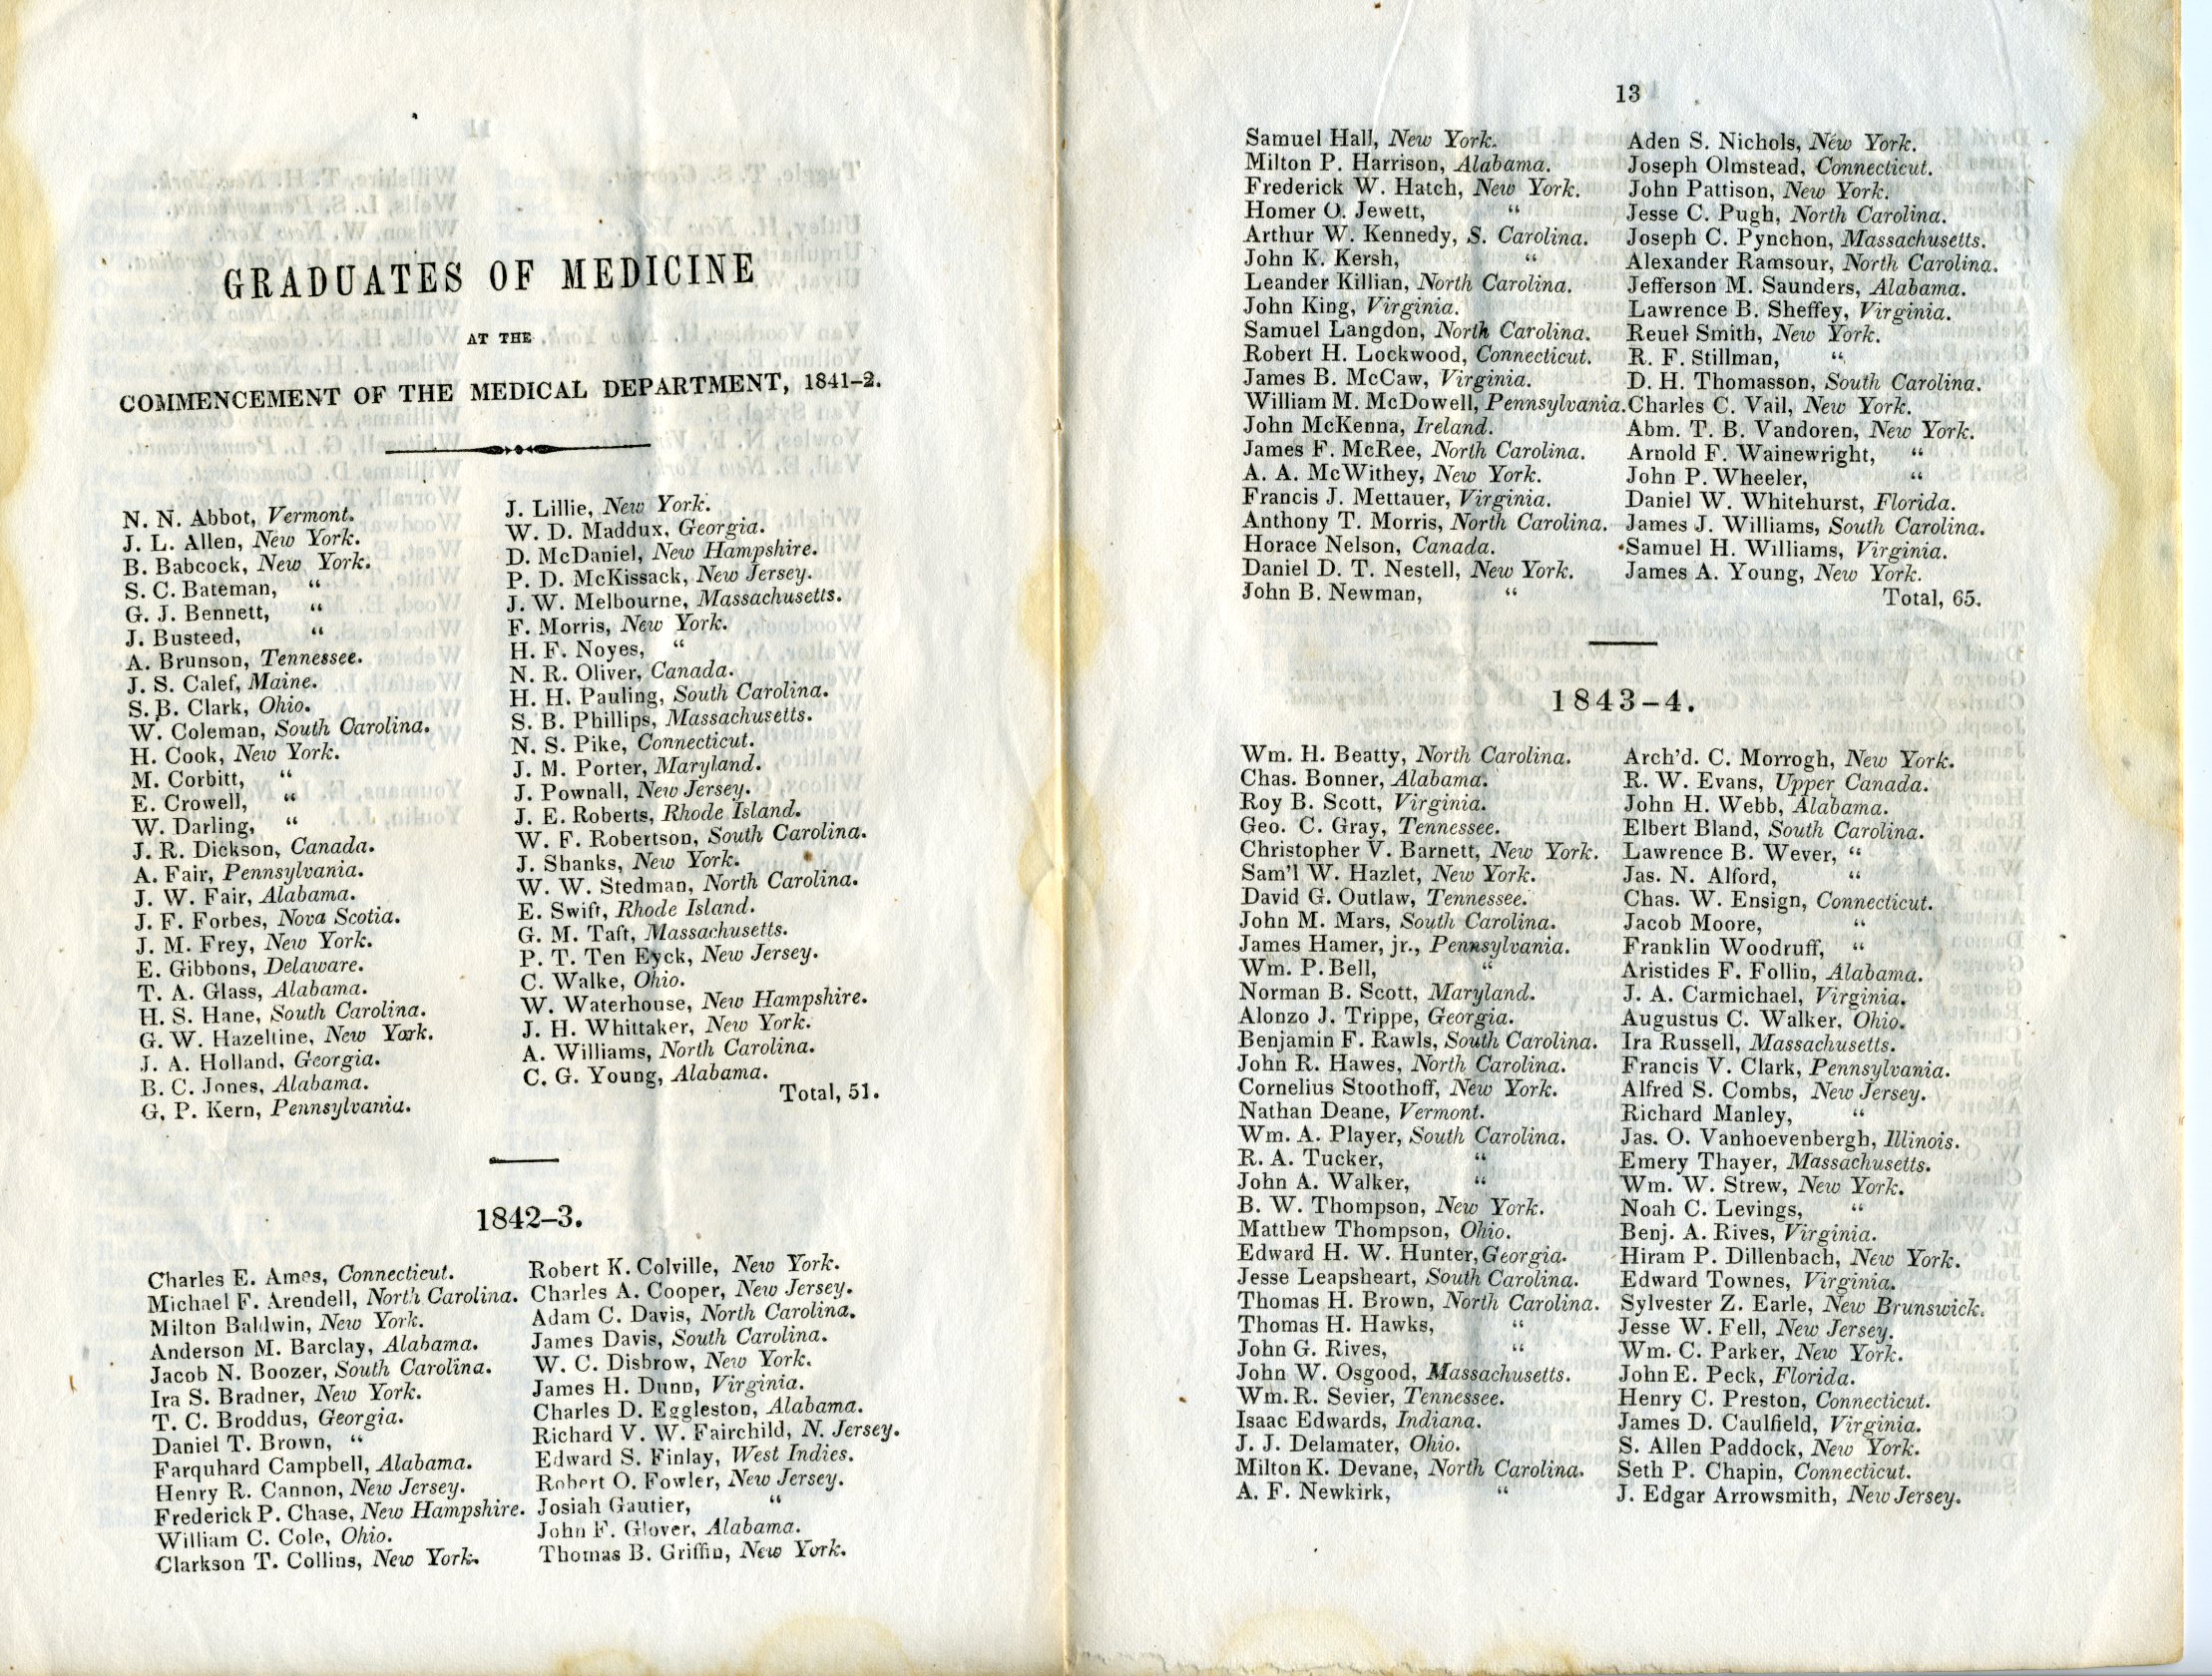 GRADUATES OF MEDICINE
AT THE
COMMENCEMENT OF THE MEDICAL DEPARTMENT, 1841-2.
N. N. Abbot, Vermont.
J. L. Allen, New York.
B. Babcock, New York.
S. C. Bateman, "
G. J. Bennett, "
J. Busteed, "
A. Brunson, Tennessee.
J. S. Calef, Maine.
S. B. Clark, Ohio.
W. Coleman, South Carolina.
H. Cook, New York.
M. Corbitt, "
E. Crowell, "
W. Darling, "
J. R. Dickson, Canada.
A. Fair, Pennsylvania.
J. W. Fair, Alabama.
J. F. Forbes, Nova Scotia.
J. M. Frey, New York.
E. Gibbons, Delaware.
T. A. Glass, Alabama.
H. S. Hane, South Carolina.
G. W. Hazeltine, New York.
J. A. Holland, Georgia.
B. C. Jones, Alabama.
G. P. Kern, Pennsylvania.
J. Lillie, New York.
W. D. Maddux, Georgia.
D. McDaniel, New Hampshire.
P. D. McKissack, New Jersey.
J. W. Melbourne, Massachusetts.
F. Morris, New York.
H. F. Noyes, "
N. R. Oliver, Canada.
H. H. Pauling, South Carolina.
S. B. Phillips, Massachusetts.
N. S. Pike, Connecticut.
J. M. Porter, Maryland.
J. Pownall, New Jersey.
J. E. Roberts, Rhode Island.
W. F. Robertson, South Carolina.
J. Shanks, New York.
W. W. Stedman, North Carolina.
E. Swift, Rhode Island.
G. M. Taft, Massachusetts.
P. T. Ten Eyck, New Jersey.
C. Walke, Ohio.
W. Waterhouse, New Hampshire.
J. H. Whittaker, New York.
A. Williams, North Carolina.
C. G. Young, Alabama.
Total, 51.
1842-3.
Charles E. Ames, Connecticut.
Michael F. Arendell, North Carolina.
Milton Baldwin, New York.
Anderson M. Barclay, Alabama.
Jacob N. Boozer, South Carolina.
Ira S. Bradner, New York.
T. C. Broddus, Georgia.
Daniel T. Brown, "
Farquhard Campbell, Alabama.
Henry R. Cannon, New Jersey.
Frederick P. Chase, New Hampshire.
William C. Cole, Ohio.
Clarkson T. Collins, New York.
Robert K. Colville, New York.
Charles A. Cooper, New Jersey.
Adam C. Davis, North Carolina.
James Davis, South Carolina.
W. C. Disbrow, New York.
James H. Dunn, Virginia.
Charles D. Eggleston, Alabama.
Richard V. W. Fairchild, N. Jersey.
Edward S. Finlay, West Indies.
Robert O. Fowler, New Jersey.
Josiah Gautier, "
John F. Glover, Alabama.
Thomas B. Griffin, New York.
13
Samuel Hall, New York.
Milton P. Harrison, Alabama.
Frederick W. Hatch, New York.
Homer O. Jewett, "
Arthur W. Kennedy, S. Carolina.
John K. Kersh, "
Leander Killian, North Carolina.
John King, Virginia.
Samuel Langdon, North Carolina.
Robert H. Lockwood, Connecticut.
James B. McCaw, Virginia.
William M. McDowell, Pennsylvania.
John McKenna, Ireland.
James F. McRee, North Carolina.
A. A. McWithey, New York.
Francis J. Mettauer, Virginia.
Anthony T. Morris, North Carolina.
Horace Nelson, Canada.
Daniel D. T. Nestell, New York.
John B. Newman, "
Aden S. Nichols, New York.
Joseph Olmstead, Connecticut.
John Pattison, New York.
Jesse C. Pugh, North Carolina.
Joseph C. Pynchon, Massachusetts.
Alexander Ramsour, North Carolina.
Jefferson M. Saunders, Alabama.
Lawrence B. Sheffey, Virginia.
Reuel Smith, New York.
R. F. Stillman, "
D. H. Thomasson, South Carolina.
Charles C. Vail, New York.
Abm. T. B. Vandoren, New York.
Arnold F. Wainewright, "
John P. Wheeler, "
Daniel W. Whitehurst, Florida.
James J. Williams, South Carolina.
Samuel H. Williams, Virginia.
James A. Young, New York.
Total, 65.
1843-4.
Wm. H. Beatty, North Carolina.
Chas. Bonner, Alabama.
Roy B. Scott, Virginia.
Geo. C. Gray, Tennessee.
Christopher V. Barnett, New York.
Sam'l W. Hazlet, New York.
David G. Outlaw, Tennessee.
John M. Mars, South Carolina.
James Hamer, jr., Pennsylvania.
Wm. P. Bell, "
Norman B. Scott, Maryland.
Alonzo J. Trippe, Georgia.
Benjamin F. Rawls, South Carolina.
John R. Hawes, North Carolina.
Cornelius Stoothoff, New York.
Nathan Deane, Vermont.
Wm. A. Player, South Carolina.
R. A. Tucker, "
John A. Walker, "
B. W. Thompson, New York.
Matthew Thompson, Ohio.
Edward H. W. Hunter, Georgia.
Jesse Leapsheart, South Carolina.
Thomas H. Brown, North Carolina.
Thomas H. Hawks, "
John G. Rives, "
John W. Osgood, Massachusetts.
Wm. R. Sevier, Tennessee.
Isaac Edwards, Indiana.
J. J. Delamater, Ohio.
Milton K. Devane, North Carolina.
A. F. Newkirk, "
Arch'd. C. Morrogh, New York.
R. W. Evans, Upper Canada.
John H. Webb, Alabama.
Elbert Bland, South Carolina.
Lawrence B. Wever, "
Jas. N. Alford, "
Chas. W. Ensign, Connecticut.
Jacob Moore, "
Franklin Woodruff, "
Aristides F. Follin, Alabama.
J. A. Carmichael, Virginia.
Augustus C. Walker, Ohio.
Ira Russell, Massachusetts.
Francis V. Clark, Pennsylvania.
Alfred S. Combs, New Jersey.
Richard Manley, "
Jas. O. Vanhoevenbergh, Illinois.
Emery Thayer, Massachusetts.
Wm. W. Strew, New York.
Noah C. Levings, "
Benj. A. Rives, Virginia.
Hiram P. Dillenbach, New York.
Edward Townes, Virginia.
Sylvester Z. Earle, New Brunswick.
Jesse W. Fell, New Jersey.
Wm. C. Parker, New York.
John E. Peck, Florida.
Henry C. Preston, Connecticut.
James D. Caulfield, Virginia.
S. Allen Paddock, New York.
Seth P. Chapin, Connecticut.
J. Edgar Arrowsmith, New Jersey.